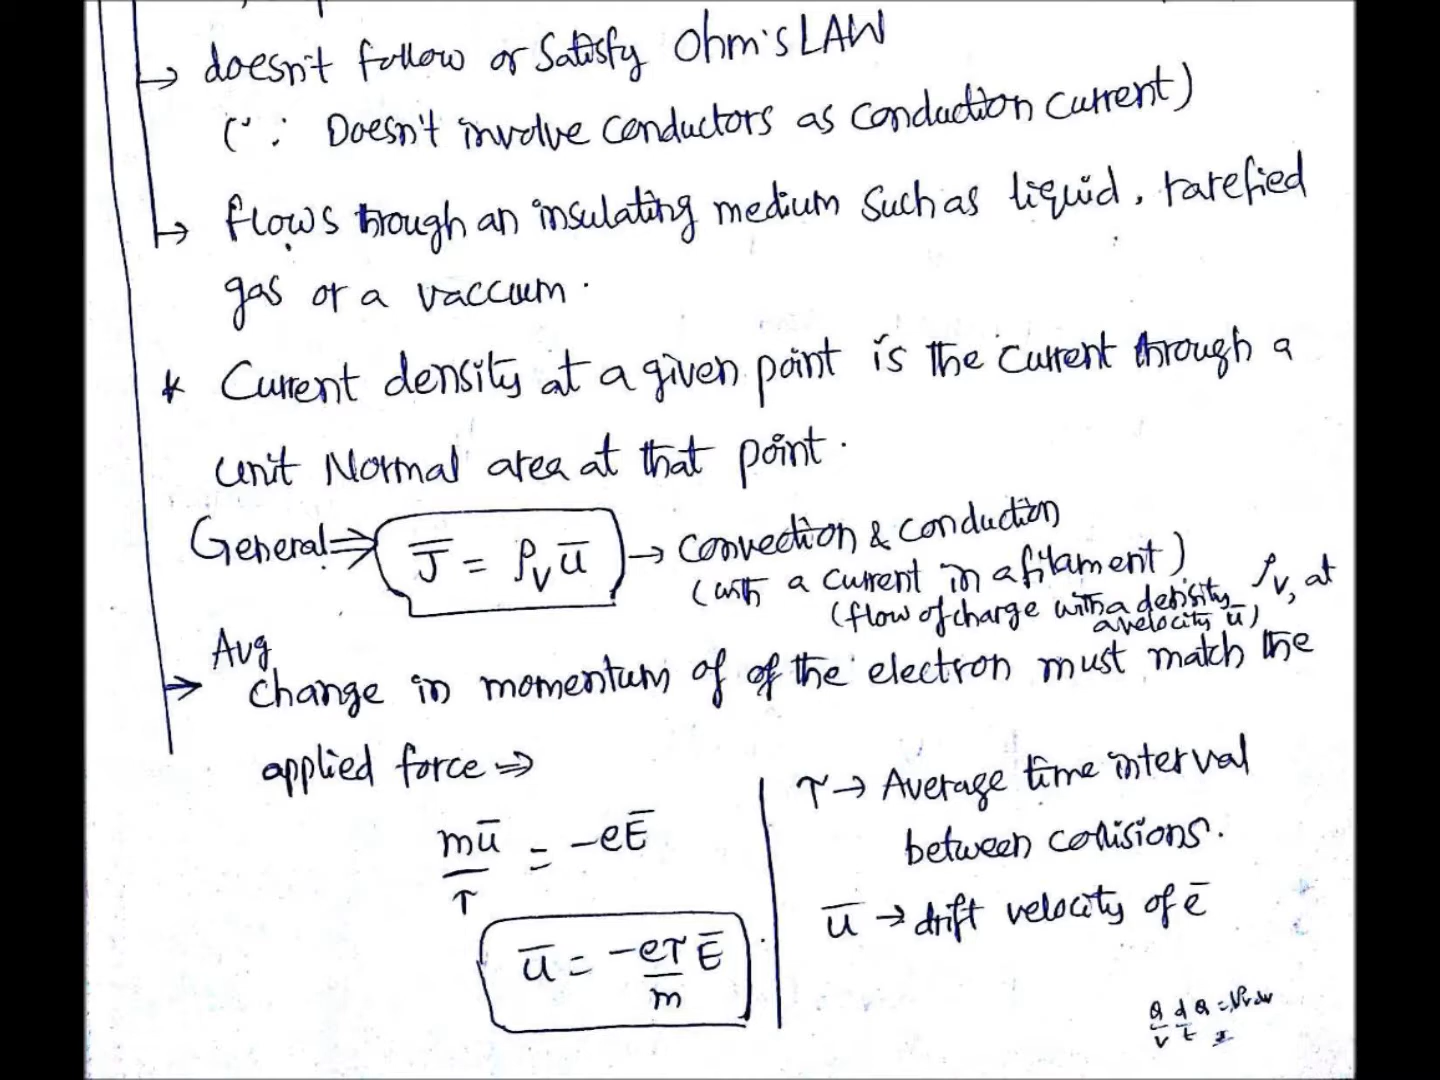 → doesn't follow or Satisfy Ohm's LAW
(∵ Doesn't involve conductors as conduction current)
→ flows through an insulating medium such as liquid, rarefied
gas or a vaccum.
* Current density at a given point is the current through a
unit Normal area at that point.
General ⇒ J̅ = ρᵥ u̅ → Convection & conduction
(with a current in a filament)
(flow of charge with a density ρᵥ, at
a velocity u̅)
Avg
→ change in momentum of of the electron must match the
applied force ⇒
mu̅/τ = -eE̅
u̅ = -eτ/m E̅
τ → Average time interval
between collisions.
u̅ → drift velocity of e̅